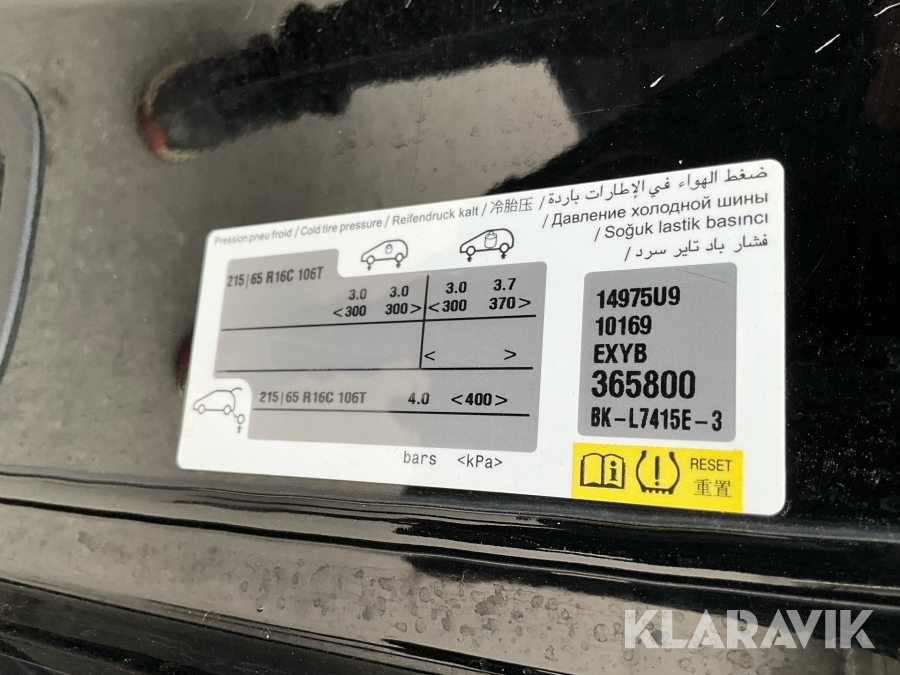 Pression pneu froid / Cold tire pressure / Reifendruck kalt / 冷胎压 / ضغط الهواء في الإطارات باردة
/ Давление холодной шины
/ Soğuk lastik basıncı
/ فشار باد تایر سرد
215|65 R16C 106T
3.0 3.0 3.0 3.7
<300 300> <300 370>
< >
215|65 R16C 106T 4.0 <400>
bars <kPa>
14975U9
10169
EXYB
365800
BK-L7415E-3
RESET
重置
KLARAVIK